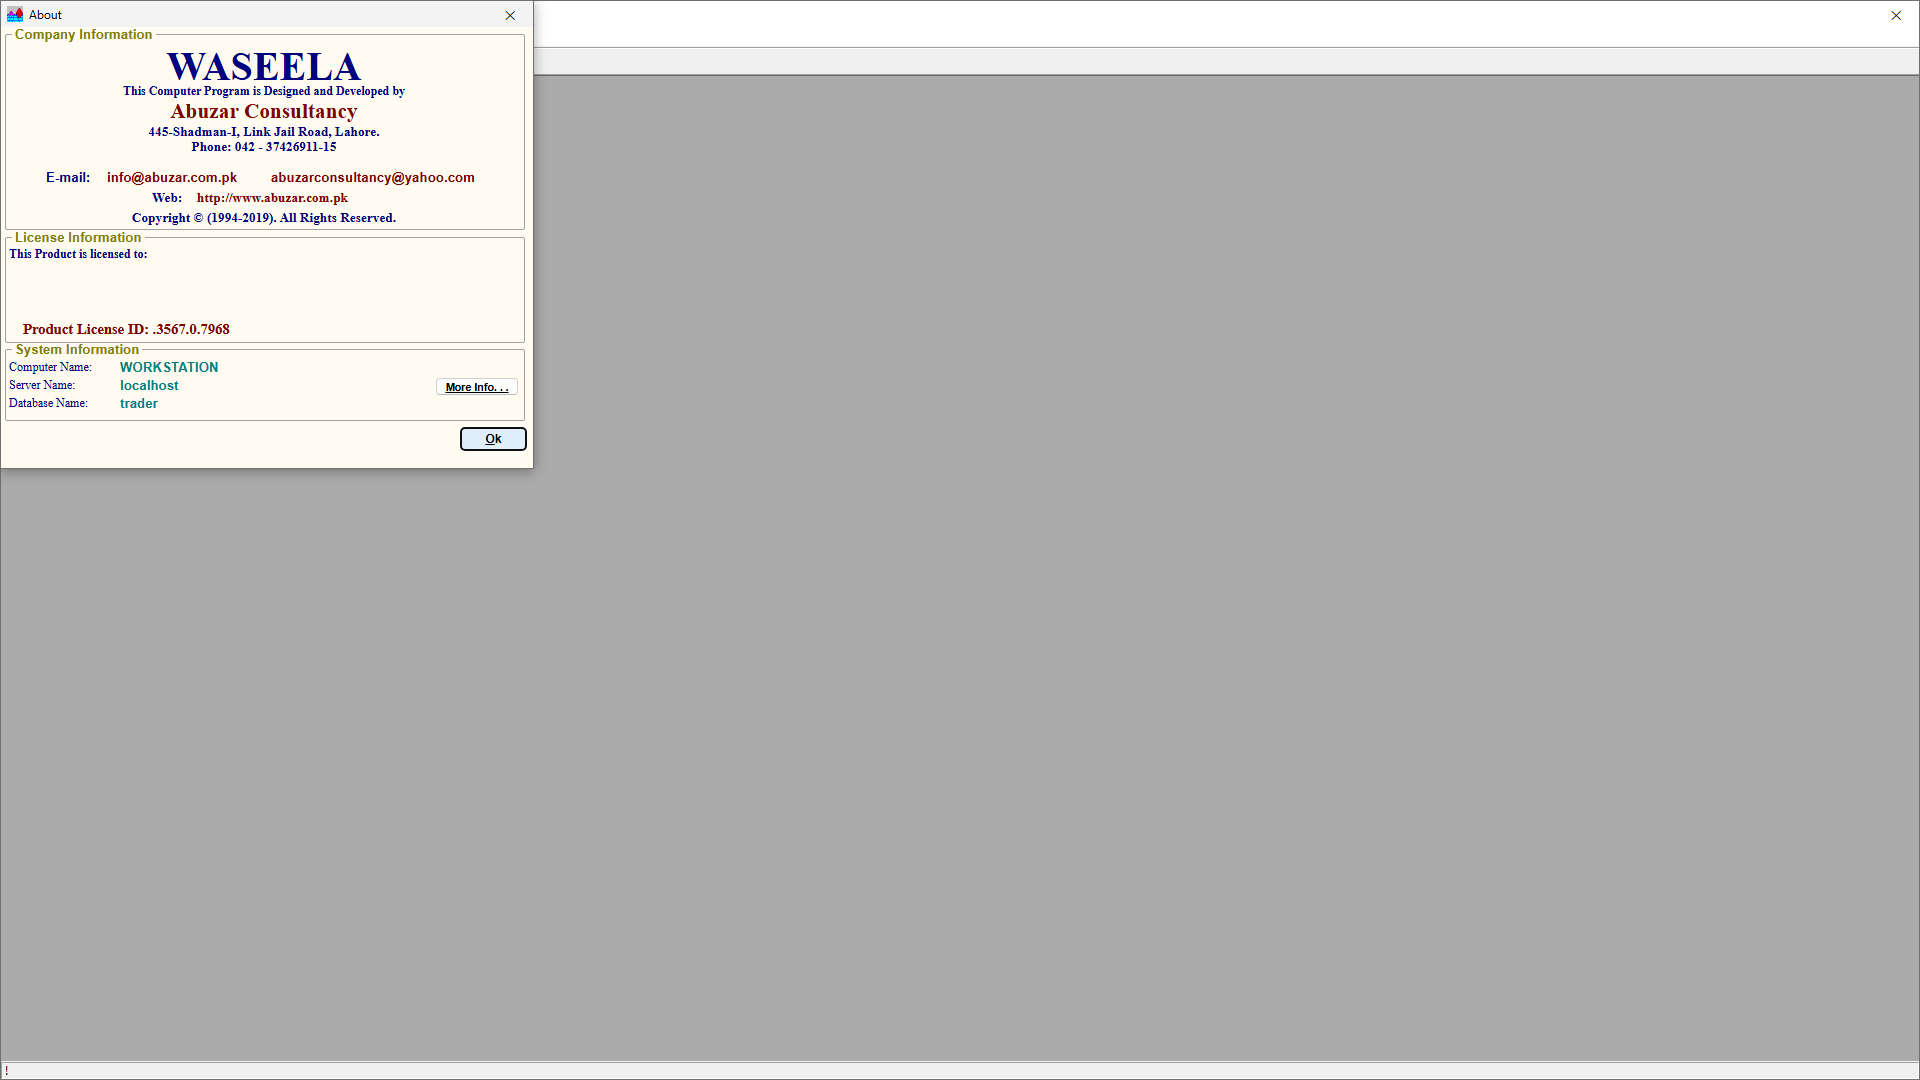 About
Company Information
WASEELA
This Computer Program is Designed and Developed by
Abuzar Consultancy
445-Shadman-I, Link Jail Road, Lahore.
Phone: 042 - 37426911-15
E-mail: info@abuzar.com.pk abuzarconsultancy@yahoo.com
Web: http://www.abuzar.com.pk
Copyright © (1994-2019). All Rights Reserved.
License Information
This Product is licensed to:
Product License ID: .3567.0.7968
System Information
Computer Name: WORKSTATION
Server Name: localhost
More Info. . .
Database Name: trader
Ok
!